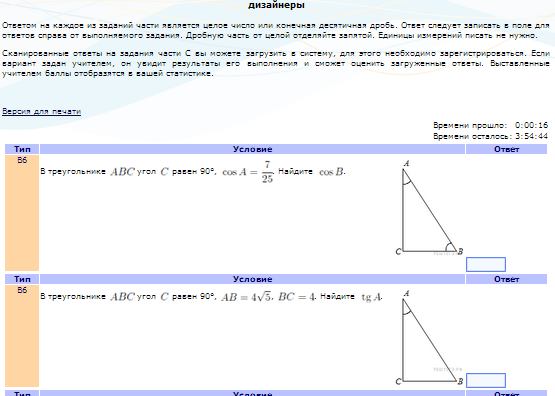 дизайнеры
Ответом на каждое из заданий части является целое число или конечная десятичная дробь. Ответ следует записать в поле для
ответов справа от выполняемого задания. Дробную часть от целой отделяйте запятой. Единицы измерений писать не нужно.
Сканированные ответы на задания части С вы можете загрузить в систему, для этого необходимо зарегистрироваться. Если
вариант задан учителем, он увидит результаты его выполнения и сможет оценить загруженные ответы. Выставленные
учителем баллы отобразятся в вашей статистике.
Версия для печати
Времени прошло: 0:00:16
Времени осталось: 3:54:44
Тип Условие Ответ
B6
В треугольнике ABC угол C равен 90°, cos A = 7/25. Найдите cos B.
A
C B
Тип Условие Ответ
B6
В треугольнике ABC угол C равен 90°, AB = 4√5, BC = 4. Найдите tg A.
A
C B
Тип Условие Ответ